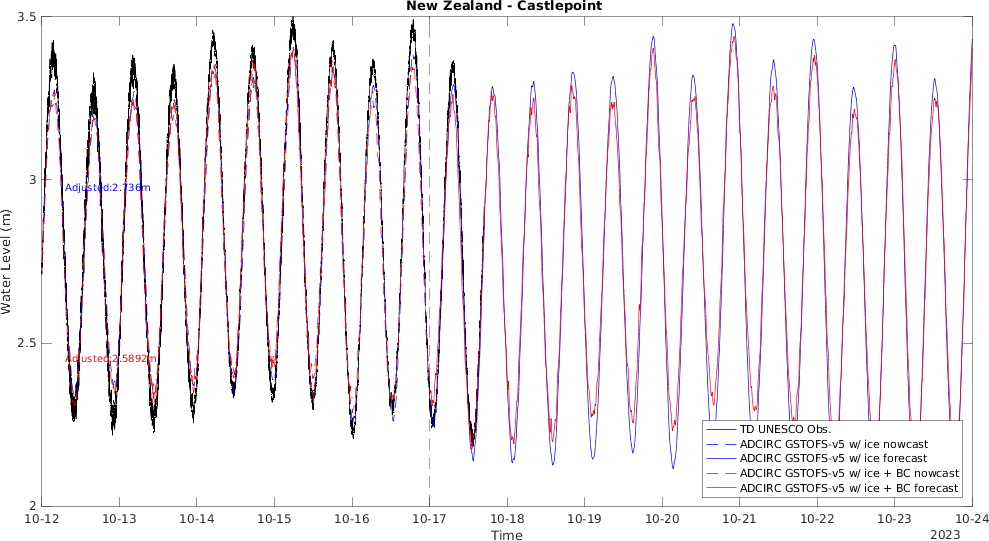 New Zealand - Castlepoint
3.5
3
2.5
2
Water Level (m)
Adjusted:2.736m
Adjusted:2.5892m
TD UNESCO Obs.
ADCIRC GSTOFS-v5 w/ ice nowcast
ADCIRC GSTOFS-v5 w/ ice forecast
ADCIRC GSTOFS-v5 w/ ice + BC nowcast
ADCIRC GSTOFS-v5 w/ ice + BC forecast
10-12 10-13 10-14 10-15 10-16 10-17 10-18 10-19 10-20 10-21 10-22 10-23 10-24
Time
2023